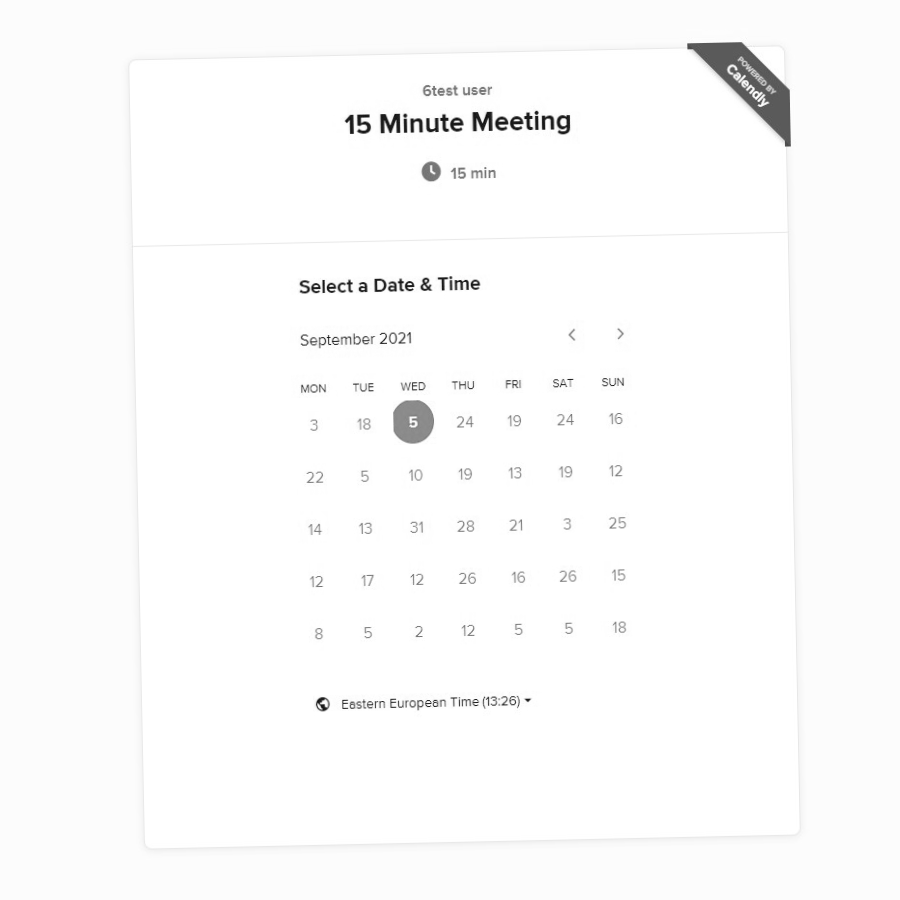 POWERED BY
Calendly
6test user
15 Minute Meeting
15 min
Select a Date & Time
September 2021
MON TUE WED THU FRI SAT SUN
3 18 5 24 19 24 16
22 5 10 19 13 19 12
14 13 31 28 21 3 25
12 17 12 26 16 26 15
8 5 2 12 5 5 18
Eastern European Time (13:26)